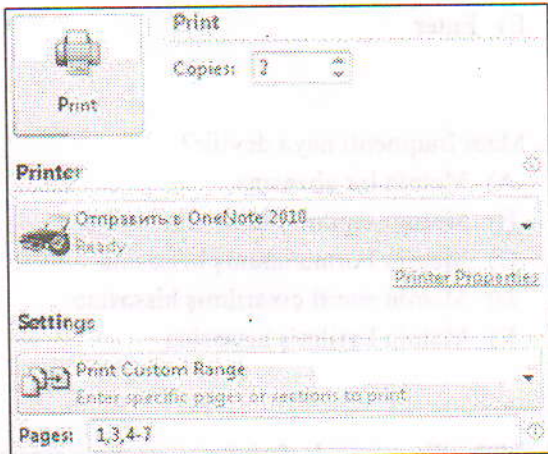 Print
Copies: 2
Print
Printer
Отправить в OneNote 2010
Ready
Printer Properties
Settings
Print Custom Range
Enter specific pages or sections to print
Pages: 1,3,4-7